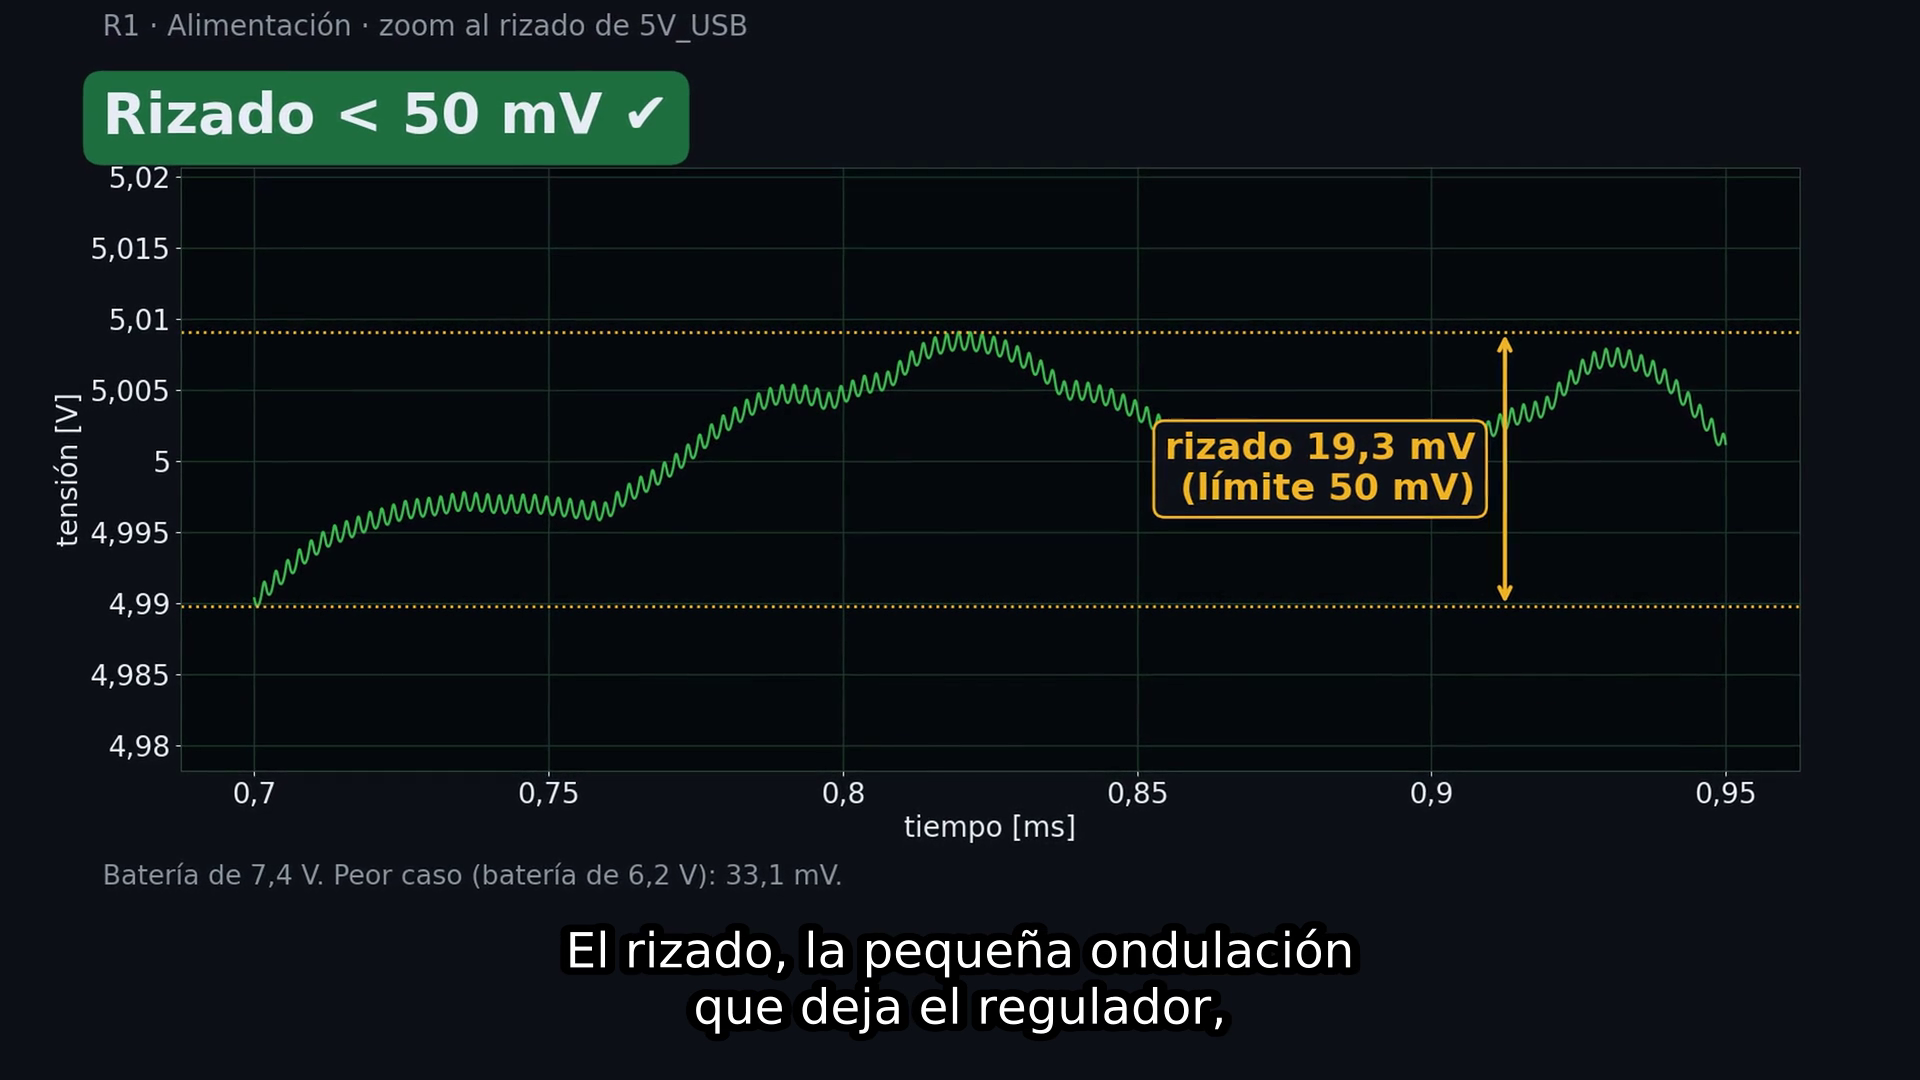 R1 · Alimentación · zoom al rizado de 5V_USB
Rizado < 50 mV ✔
5,02
5,015
5,01
5,005
5
4,995
4,99
4,985
4,98
tensión [V]
rizado 19,3 mV
(límite 50 mV)
0,7
0,75
0,8
0,85
0,9
0,95
tiempo [ms]
Batería de 7,4 V. Peor caso (batería de 6,2 V): 33,1 mV.
El rizado, la pequeña ondulación
que deja el regulador,